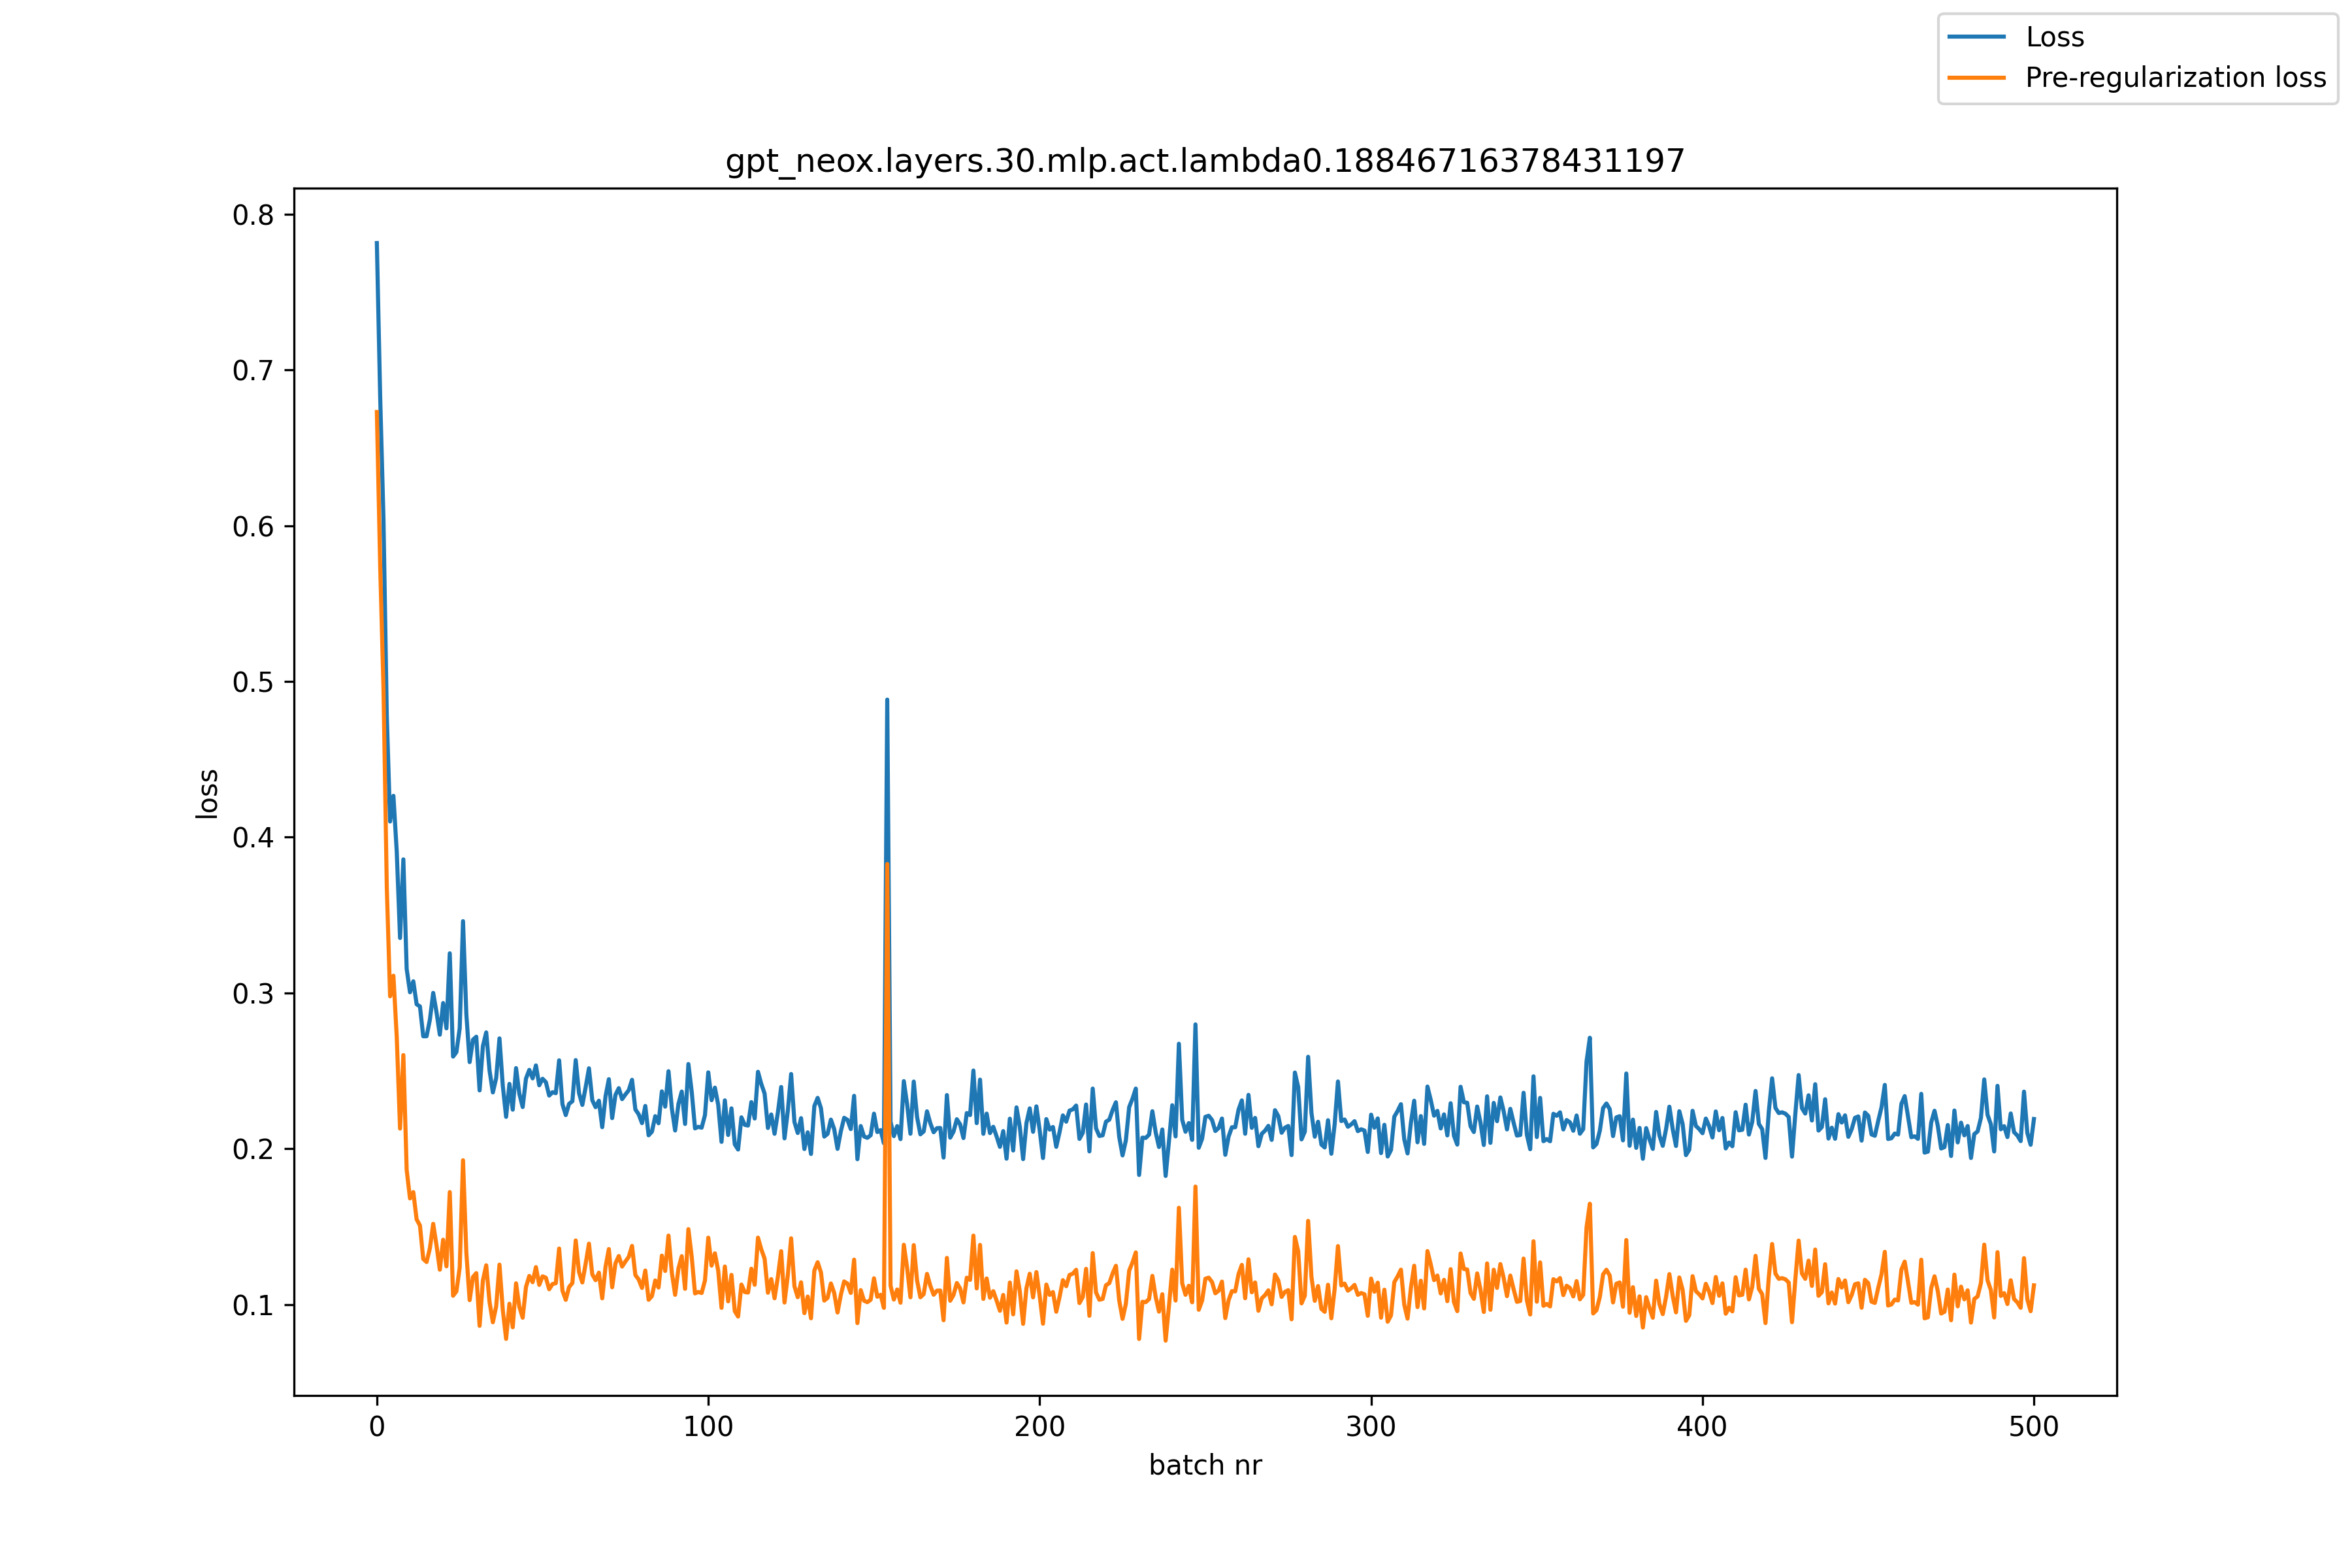 Loss
Pre-regularization loss
gpt_neox.layers.30.mlp.act.lambda0.18846716378431197
0.8
0.7
0.6
0.5
0.4
0.3
0.2
0.1
loss
0 100 200 300 400 500
batch nr